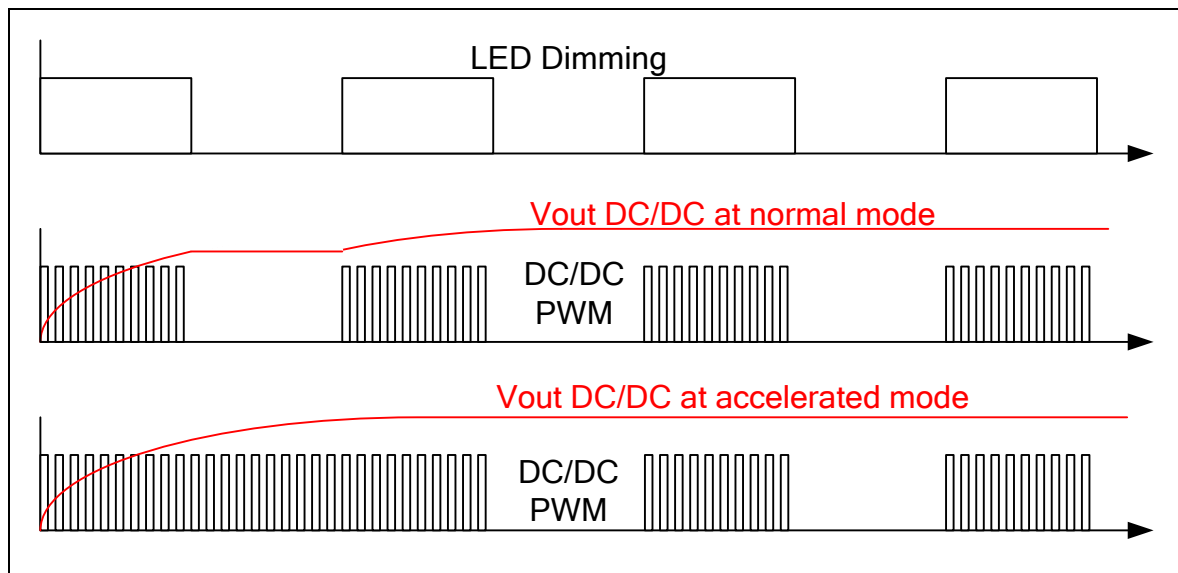 LED Dimming
Vout DC/DC at normal mode
DC/DC
PWM
Vout DC/DC at accelerated mode
DC/DC
PWM